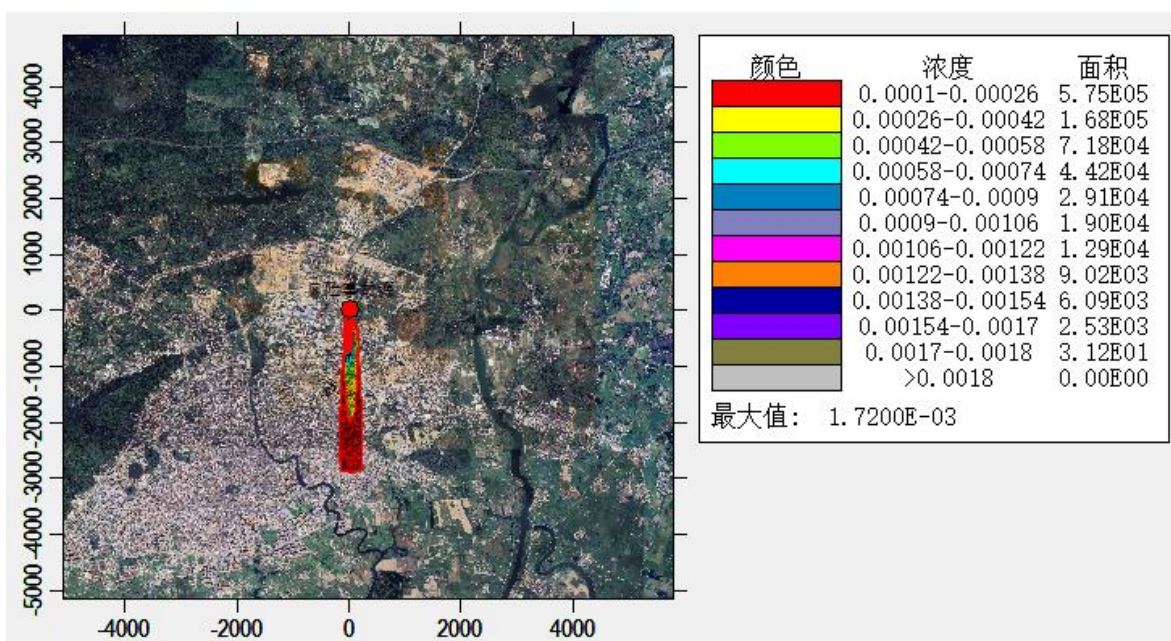 颜色 浓度 面积
0.0001-0.00026 5.75E05
0.00026-0.00042 1.68E05
0.00042-0.00058 7.18E04
0.00058-0.00074 4.42E04
0.00074-0.0009 2.91E04
0.0009-0.00106 1.90E04
0.00106-0.00122 1.29E04
0.00122-0.00138 9.02E03
0.00138-0.00154 6.09E03
0.00154-0.0017 2.53E03
0.0017-0.0018 3.12E01
>0.0018 0.00E00
最大值: 1.7200E-03
4000
3000
2000
1000
0
-1000
-2000
-3000
-4000
-5000
-4000 -2000 0 2000 4000